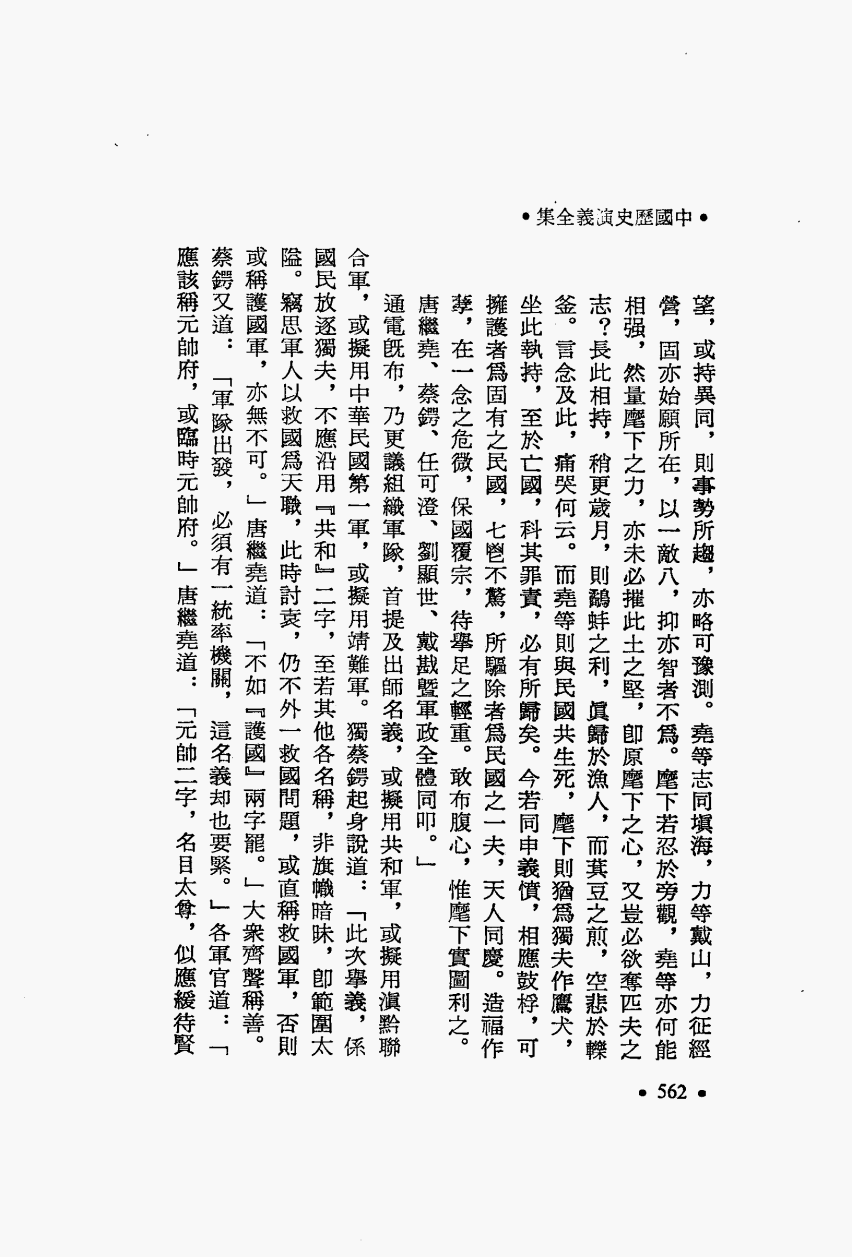 •中國歷史演義全集•
望，或持異同，則事勢所趨，亦略可豫測。堯等志同塡海，力等戴山，力征經
營，固亦始願所在，以一敵八，抑亦智者不爲。麾下若忍於旁觀，堯等亦何能
相强，然量麾下之力，亦未必摧此土之堅，卽原麾下之心，又豈必欲奪匹夫之
志？長此相持，稍更歲月，則鷸蚌之利，眞歸於漁人，而萁豆之煎，空悲於轢
釜。言念及此，痛哭何云。而堯等則與民國共生死，麾下則猶爲獨夫作鷹犬，
坐此執持，至於亡國，科其罪責，必有所歸矣。今若同申義憤，相應鼓桴，可
擁護者爲固有之民國，七鬯不驚，所驅除者爲民國之一夫，天人同慶。造福作
孽，在一念之危微，保國覆宗，待擧足之輕重。敢布腹心，惟麾下實圖利之。
唐繼堯、蔡鍔、任可澄、劉顯世、戴戡曁軍政全體同叩。」
通電旣布，乃更議組織軍隊，首提及出師名義，或擬用共和軍，或擬用滇黔聯
合軍，或擬用中華民國第一軍，或擬用靖難軍。獨蔡鍔起身說道：「此次擧義，係
國民放逐獨夫，不應沿用『共和』二字，至若其他各名稱，非旗幟暗昧，卽範圍太
隘。竊思軍人以救國爲天職，此時討袁，仍不外一救國問題，或直稱救國軍，否則
或稱護國軍，亦無不可。」唐繼堯道：「不如『護國』兩字罷。」大衆齊聲稱善。
蔡鍔又道：「軍隊出發，必須有一統率機關，這名義却也要緊。」各軍官道：「
應該稱元帥府，或臨時元帥府。」唐繼堯道：「元帥二字，名目太尊，似應緩待賢
•562•